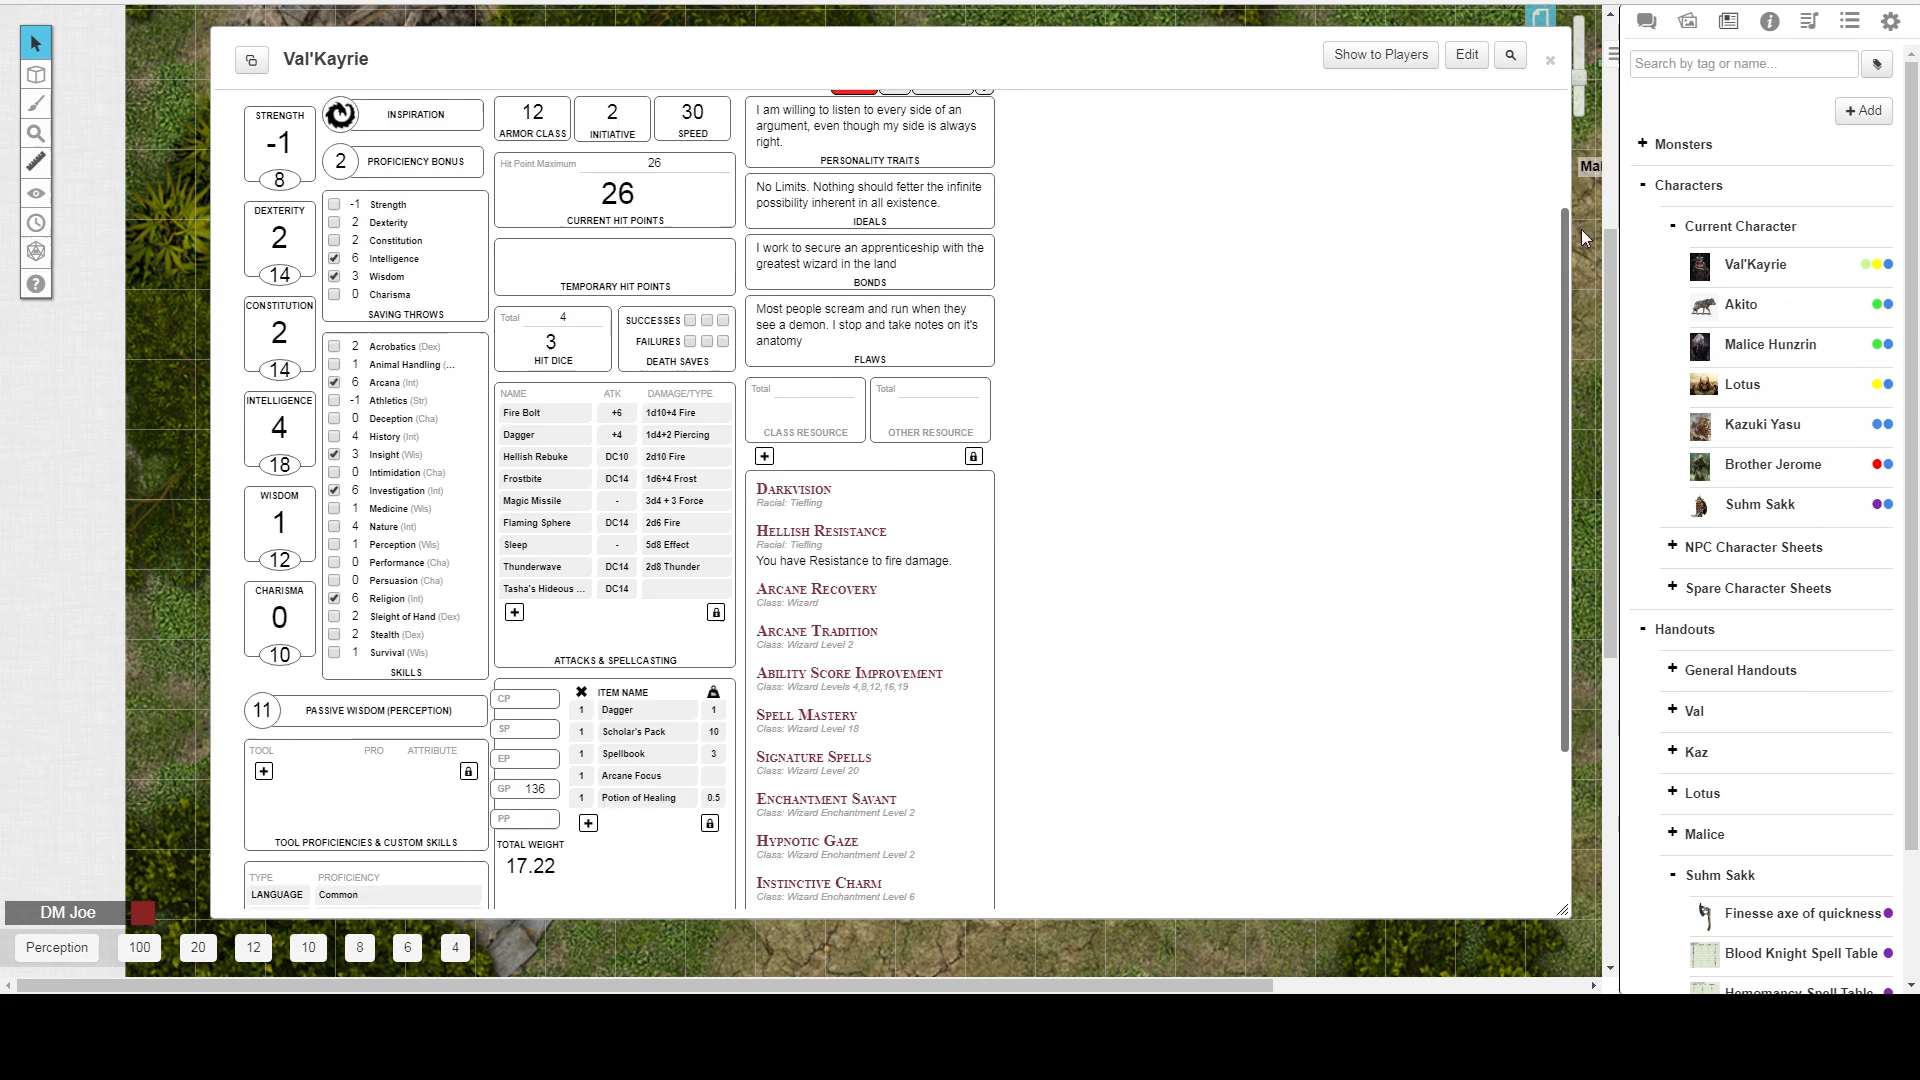 Val'Kayrie
Show to Players
Edit
STRENGTH
-1
8
DEXTERITY
2
14
CONSTITUTION
2
14
INTELLIGENCE
4
18
WISDOM
1
12
CHARISMA
0
10
INSPIRATION
2 PROFICIENCY BONUS
-1 Strength
2 Dexterity
2 Constitution
6 Intelligence
3 Wisdom
0 Charisma
SAVING THROWS
2 Acrobatics (Dex)
1 Animal Handling (...
6 Arcana (Int)
-1 Athletics (Str)
0 Deception (Cha)
4 History (Int)
3 Insight (Wis)
0 Intimidation (Cha)
6 Investigation (Int)
1 Medicine (Wis)
4 Nature (Int)
1 Perception (Wis)
0 Performance (Cha)
0 Persuasion (Cha)
6 Religion (Int)
2 Sleight of Hand (Dex)
2 Stealth (Dex)
1 Survival (Wis)
SKILLS
11 PASSIVE WISDOM (PERCEPTION)
TOOL PRO ATTRIBUTE
TOOL PROFICIENCIES & CUSTOM SKILLS
TYPE PROFICIENCY
LANGUAGE Common
12
ARMOR CLASS
2
INITIATIVE
30
SPEED
Hit Point Maximum 26
26
CURRENT HIT POINTS
TEMPORARY HIT POINTS
Total 4
3
HIT DICE
SUCCESSES
FAILURES
DEATH SAVES
NAME ATK DAMAGE/TYPE
Fire Bolt +6 1d10+4 Fire
Dagger +4 1d4+2 Piercing
Hellish Rebuke DC10 2d10 Fire
Frostbite DC14 1d6+4 Frost
Magic Missile - 3d4 + 3 Force
Flaming Sphere DC14 2d6 Fire
Sleep - 5d8 Effect
Thunderwave DC14 2d8 Thunder
Tasha's Hideous ... DC14
ATTACKS & SPELLCASTING
CP
SP
EP
GP 136
PP
TOTAL WEIGHT
17.22
ITEM NAME
1 Dagger 1
1 Scholar's Pack 10
1 Spellbook 3
1 Arcane Focus
1 Potion of Healing 0.5
I am willing to listen to every side of an
argument, even though my side is always
right.
PERSONALITY TRAITS
No Limits. Nothing should fetter the infinite
possibility inherent in all existence.
IDEALS
I work to secure an apprenticeship with the
greatest wizard in the land
BONDS
Most people scream and run when they
see a demon. I stop and take notes on it's
anatomy
FLAWS
Total
CLASS RESOURCE
Total
OTHER RESOURCE
DARKVISION
Racial: Tiefling
HELLISH RESISTANCE
Racial: Tiefling
You have Resistance to fire damage.
ARCANE RECOVERY
Class: Wizard
ARCANE TRADITION
Class: Wizard Level 2
ABILITY SCORE IMPROVEMENT
Class: Wizard Levels 4,8,12,16,19
SPELL MASTERY
Class: Wizard Level 18
SIGNATURE SPELLS
Class: Wizard Level 20
ENCHANTMENT SAVANT
Class: Wizard Enchantment Level 2
HYPNOTIC GAZE
Class: Wizard Enchantment Level 2
INSTINCTIVE CHARM
Class: Wizard Enchantment Level 6
DM Joe
Perception 100 20 12 10 8 6 4
Mal
Search by tag or name...
+ Add
+ Monsters
- Characters
- Current Character
Val'Kayrie
Akito
Malice Hunzrin
Lotus
Kazuki Yasu
Brother Jerome
Suhm Sakk
+ NPC Character Sheets
+ Spare Character Sheets
- Handouts
+ General Handouts
+ Val
+ Kaz
+ Lotus
+ Malice
- Suhm Sakk
Finesse axe of quickness
Blood Knight Spell Table
Hemomancy Spell Table